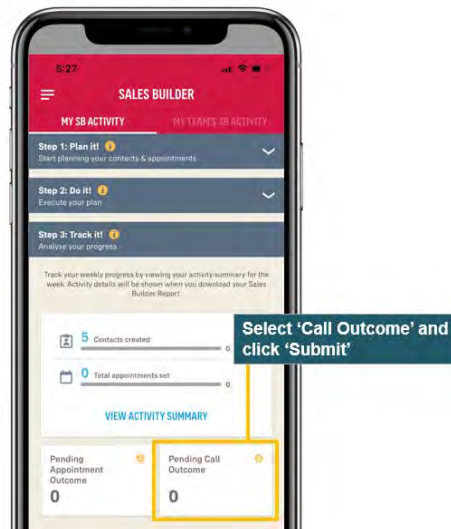 5:27
SALES BUILDER
MY SB ACTIVITY
MY TEAM'S SB ACTIVITY
Step 1: Plan it!
Start planning your contacts & appointments
Step 2: Do it!
Execute your plan
Step 3: Track it!
Analyse your progress
Track your weekly progress by viewing your activity summary for the
week. Activity details will be shown when you download your Sales
Builder Report
5 Contacts created
0
0 Total appointments set
0
VIEW ACTIVITY SUMMARY
Select 'Call Outcome' and
click 'Submit'
Pending
Appointment
Outcome
0
Pending Call
Outcome
0